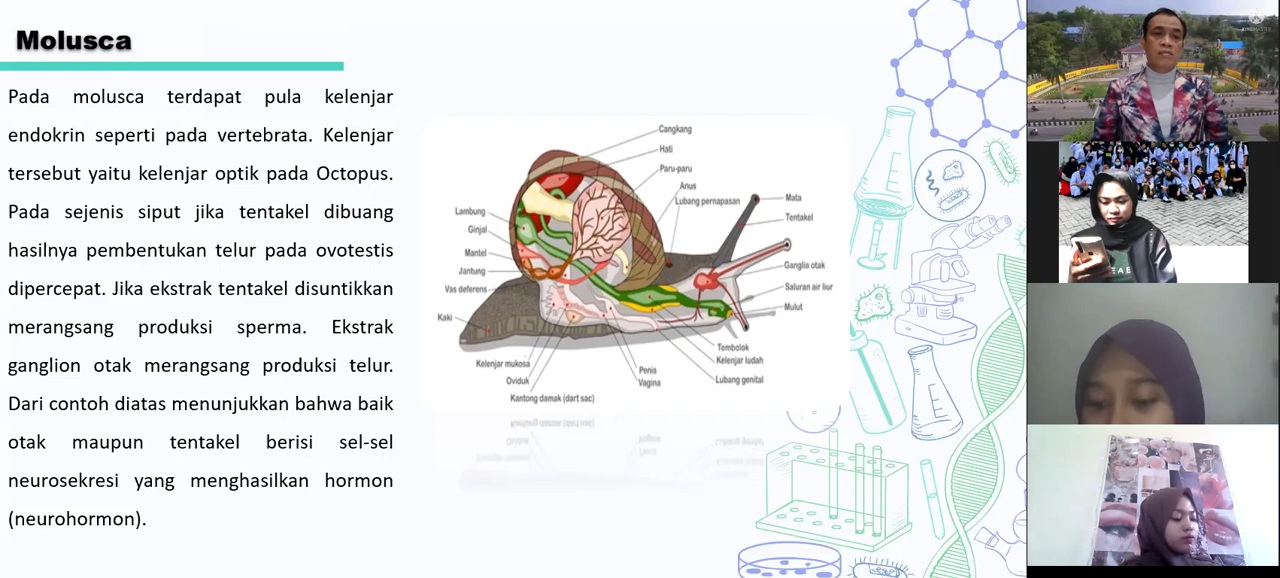 Molusca
Pada molusca terdapat pula kelenjar
endokrin seperti pada vertebrata. Kelenjar
tersebut yaitu kelenjar optik pada Octopus.
Pada sejenis siput jika tentakel dibuang
hasilnya pembentukan telur pada ovotestis
dipercepat. Jika ekstrak tentakel disuntikkan
merangsang produksi sperma. Ekstrak
ganglion otak merangsang produksi telur.
Dari contoh diatas menunjukkan bahwa baik
otak maupun tentakel berisi sel-sel
neurosekresi yang menghasilkan hormon
(neurohormon).
Cangkang
Hati
Paru-paru
Anus
Lubang pernapasan
Mata
Tentakel
Ganglia otak
Saluran air liur
Mulut
Lambung
Ginjal
Mantel
Jantung
Vas deferens
Kaki
Kelenjar mukosa
Oviduk
Kantong damak (dart sac)
Penis
Vagina
Tembolok
Kelenjar ludah
Lubang genital